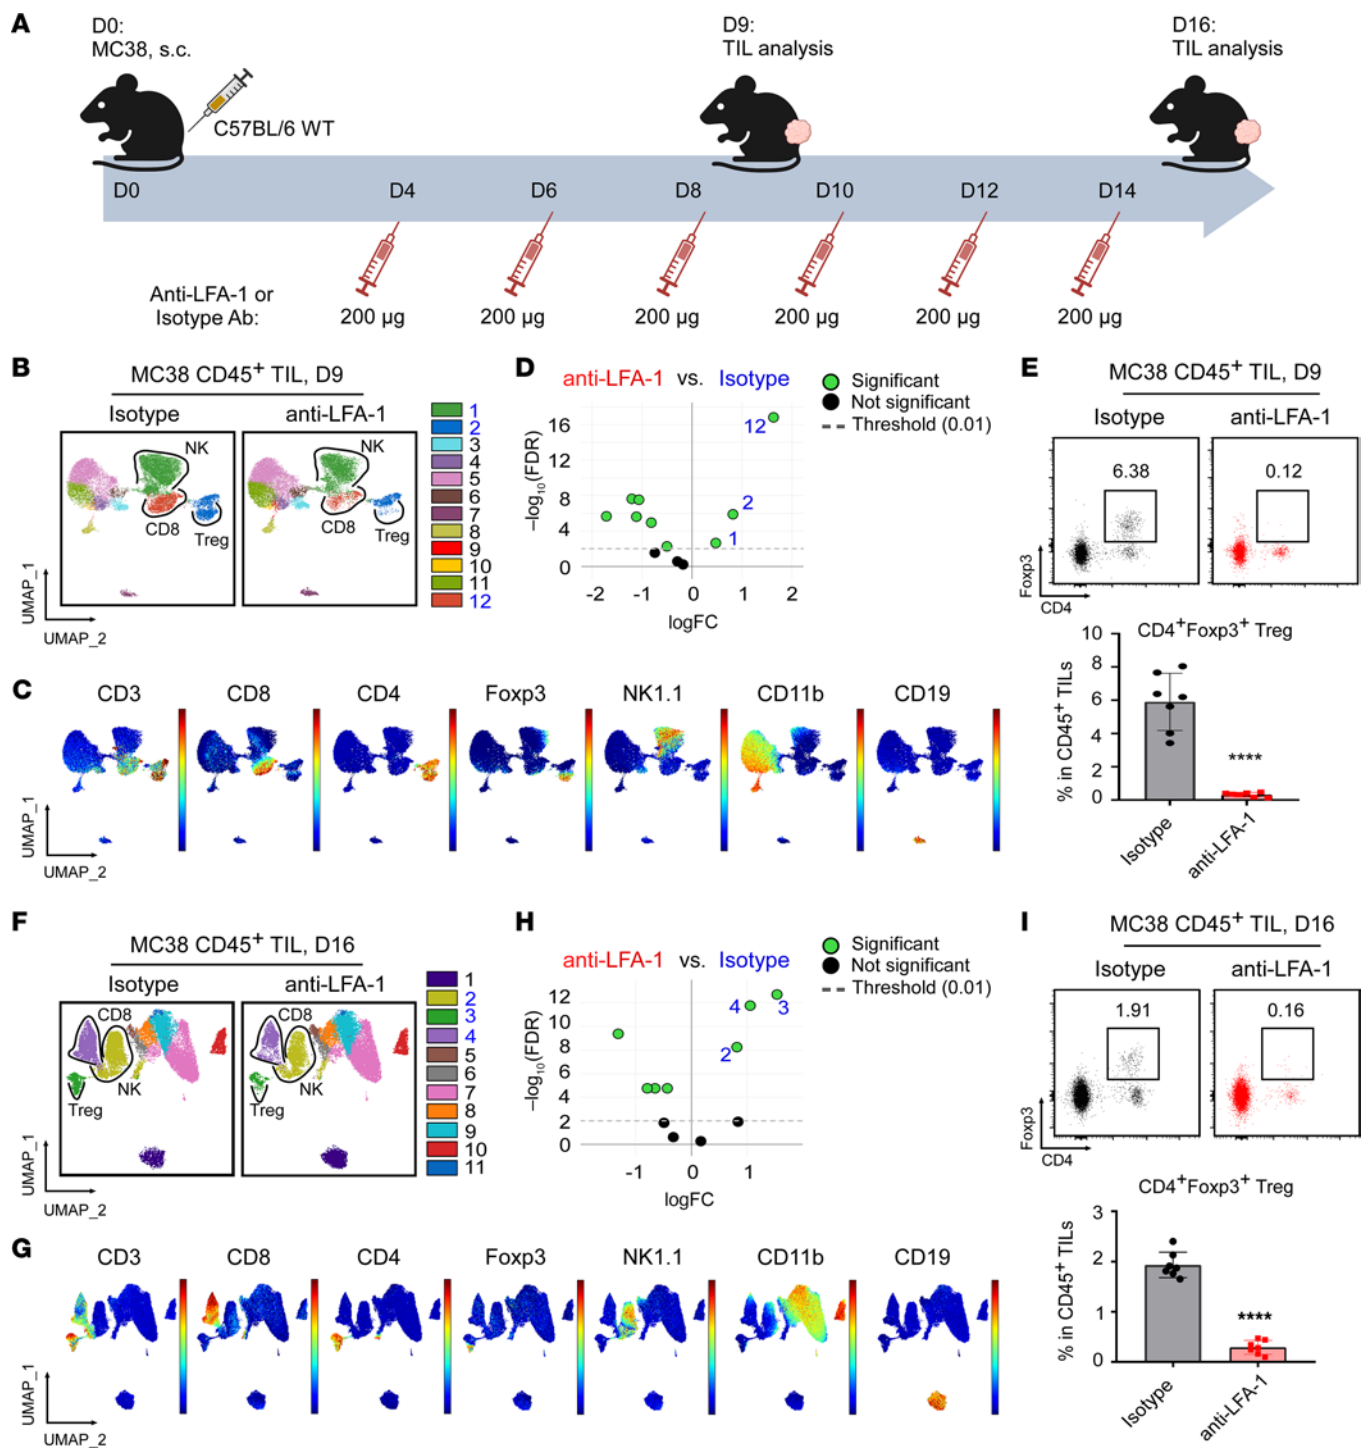 A
D0:
MC38, s.c.
D9:
TIL analysis
D16:
TIL analysis
C57BL/6 WT
D0 D4 D6 D8 D10 D12 D14
Anti-LFA-1 or
Isotype Ab:
200 µg 200 µg 200 µg 200 µg 200 µg 200 µg
B
MC38 CD45+ TIL, D9
Isotype anti-LFA-1
NK NK
CD8 CD8
Treg Treg
UMAP_1
UMAP_2
1
2
3
4
5
6
7
8
9
10
11
12
D
anti-LFA-1 vs. Isotype
Significant
Not significant
Threshold (0.01)
–log10(FDR)
16
12
8
4
0
12
2
1
-2 -1 0 1 2
logFC
E
MC38 CD45+ TIL, D9
Isotype anti-LFA-1
6.38 0.12
Foxp3
CD4
CD4+Foxp3+ Treg
% in CD45+ TILs
10
8
6
4
2
0
****
Isotype anti-LFA-1
C
CD3 CD8 CD4 Foxp3 NK1.1 CD11b CD19
UMAP_1
UMAP_2
F
MC38 CD45+ TIL, D16
Isotype anti-LFA-1
CD8 CD8
NK NK
Treg Treg
UMAP_1
UMAP_2
1
2
3
4
5
6
7
8
9
10
11
H
anti-LFA-1 vs. Isotype
Significant
Not significant
Threshold (0.01)
–log10(FDR)
12
10
8
6
4
2
0
4 3
2
-1 0 1
logFC
I
MC38 CD45+ TIL, D16
Isotype anti-LFA-1
1.91 0.16
Foxp3
CD4
CD4+Foxp3+ Treg
% in CD45+ TILs
3
2
1
0
****
Isotype anti-LFA-1
G
CD3 CD8 CD4 Foxp3 NK1.1 CD11b CD19
UMAP_1
UMAP_2